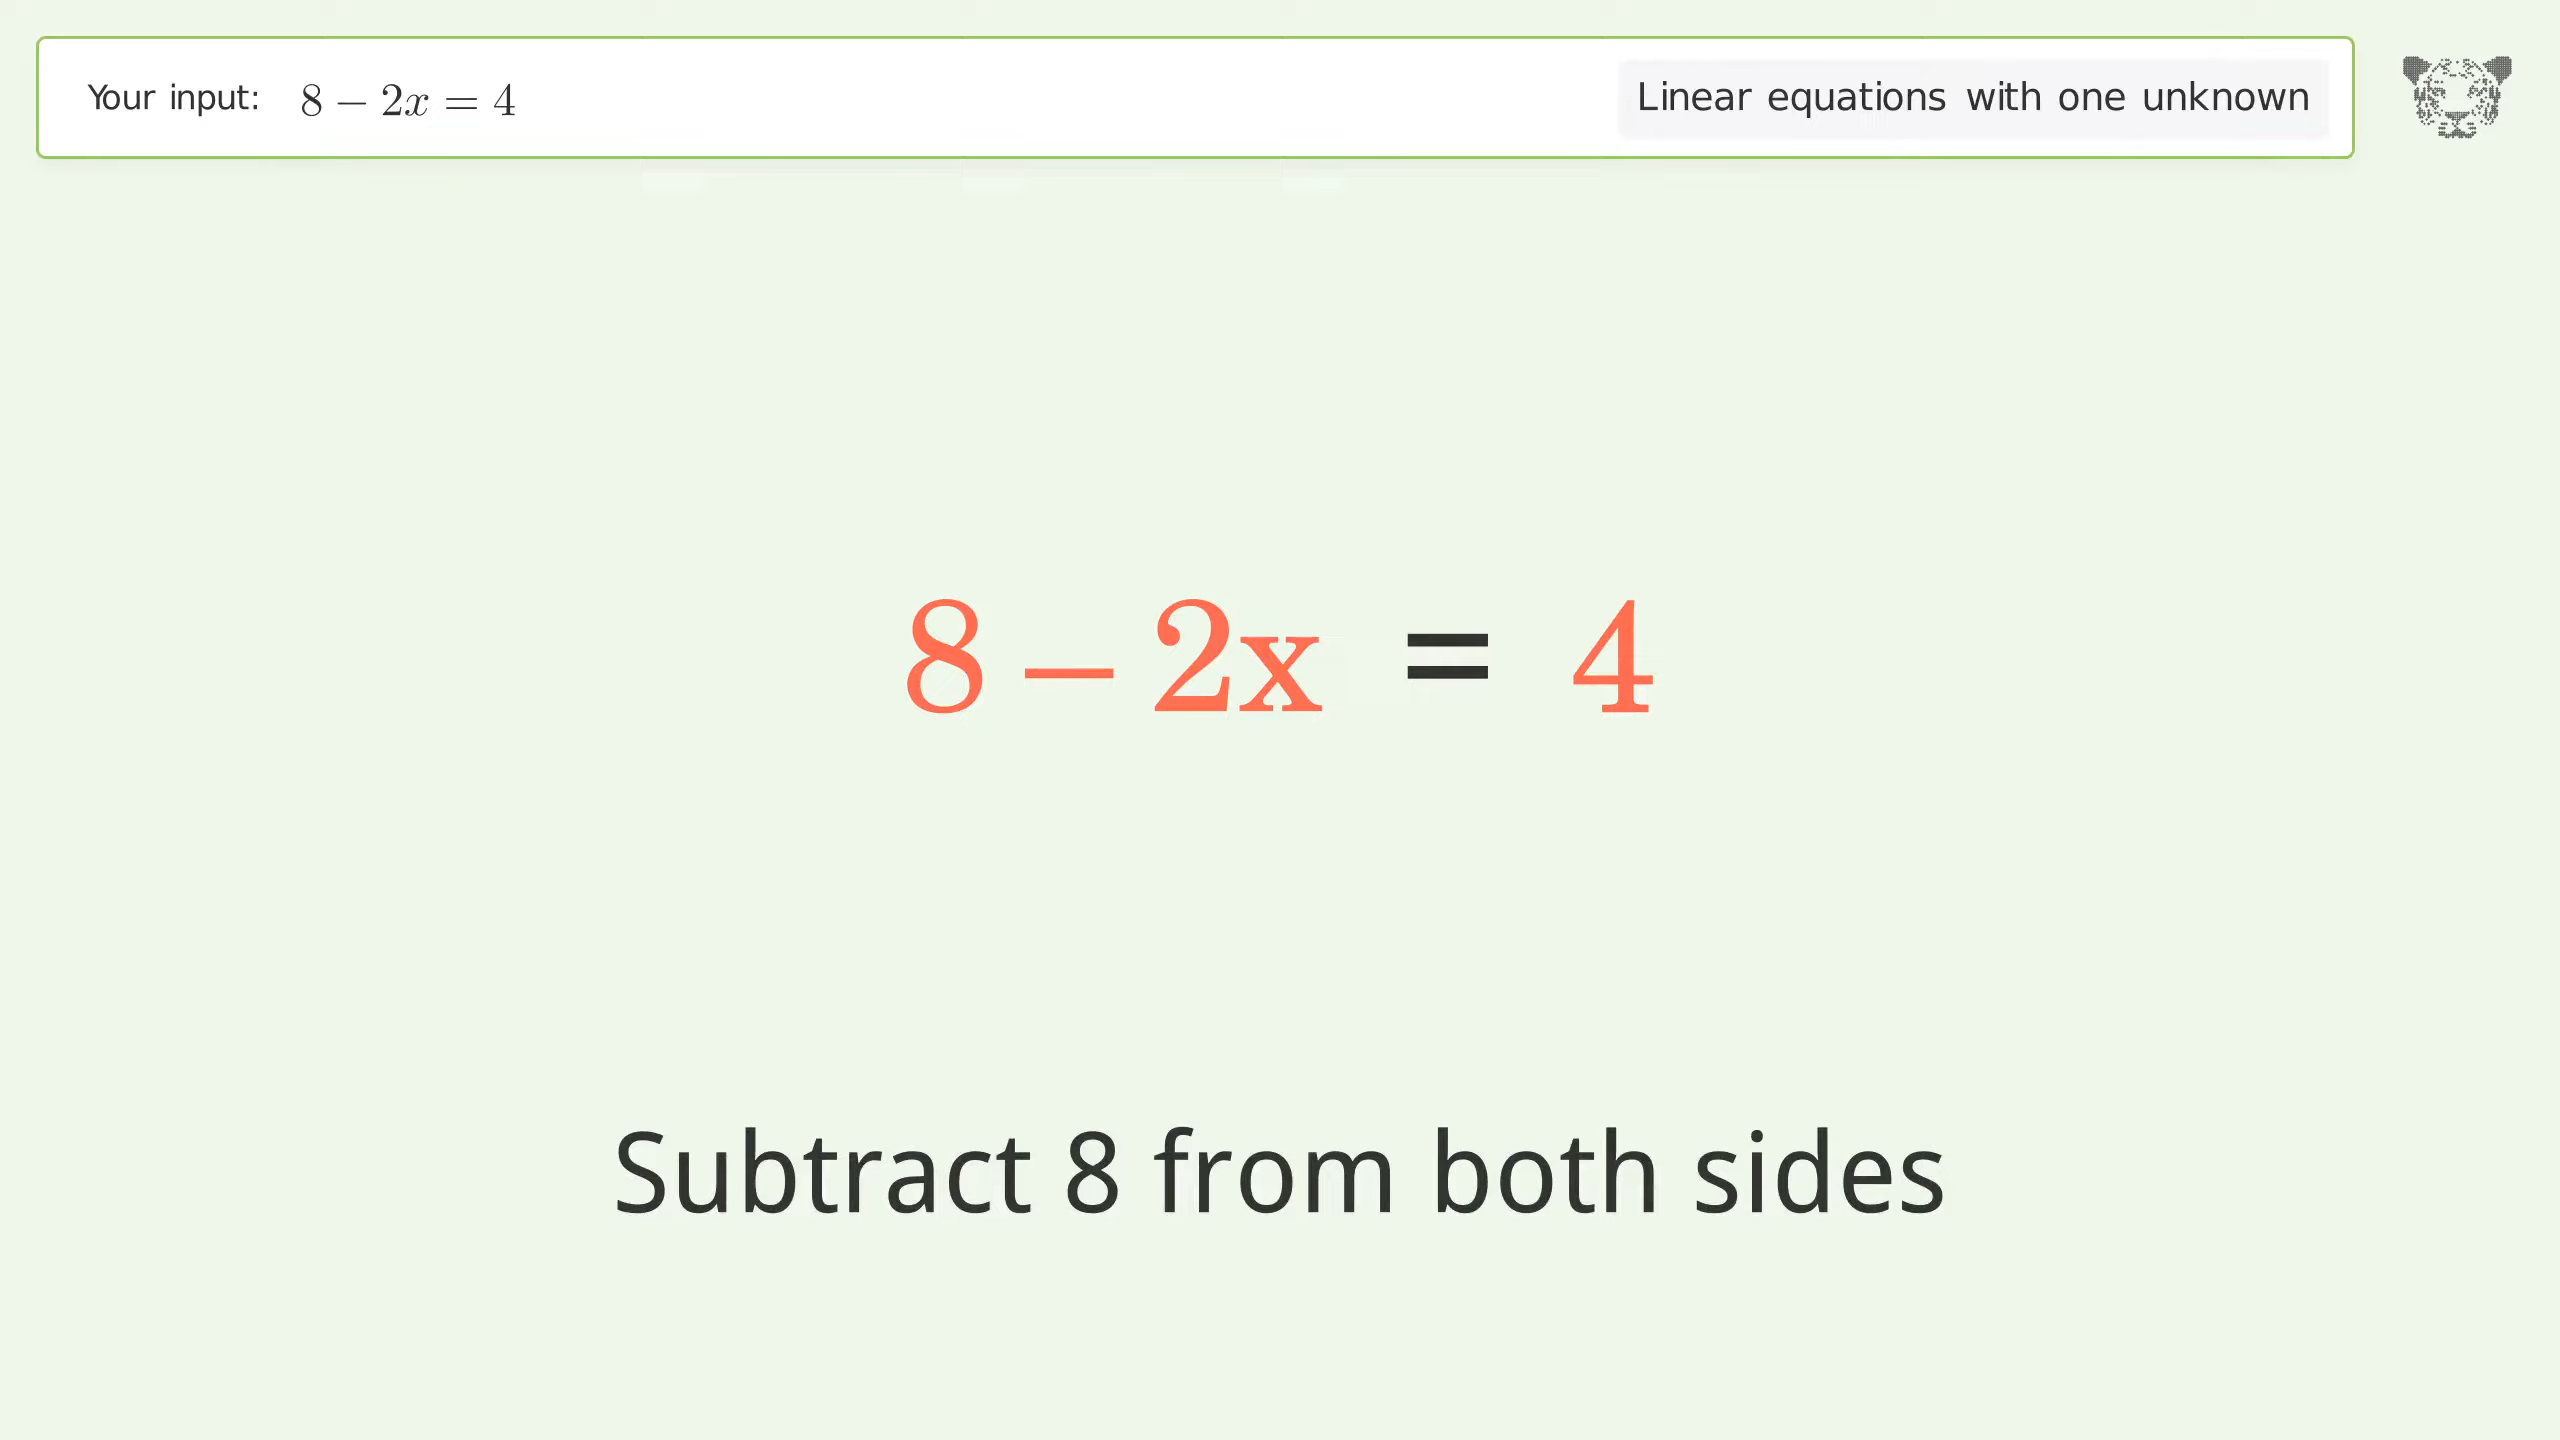 Your input: 8 − 2x = 4
Linear equations with one unknown
8 − 2x = 4
Subtract 8 from both sides